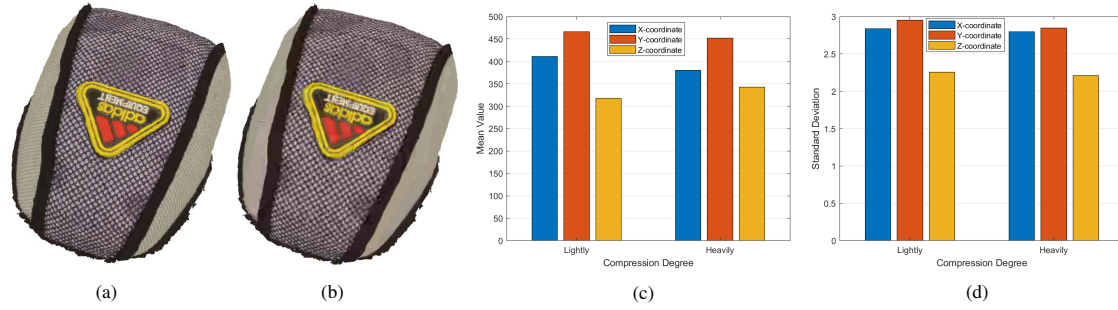 adidas
EQUIPMENT
(a)
adidas
EQUIPMENT
(b)
500
450
400
350
300
250
200
150
100
50
0
Mean Value
X-coordinate
Y-coordinate
Z-coordinate
Lightly
Heavily
Compression Degree
(c)
3
2.5
2
1.5
1
0.5
0
Standard Deviation
X-coordinate
Y-coordinate
Z-coordinate
Lightly
Heavily
Compression Degree
(d)